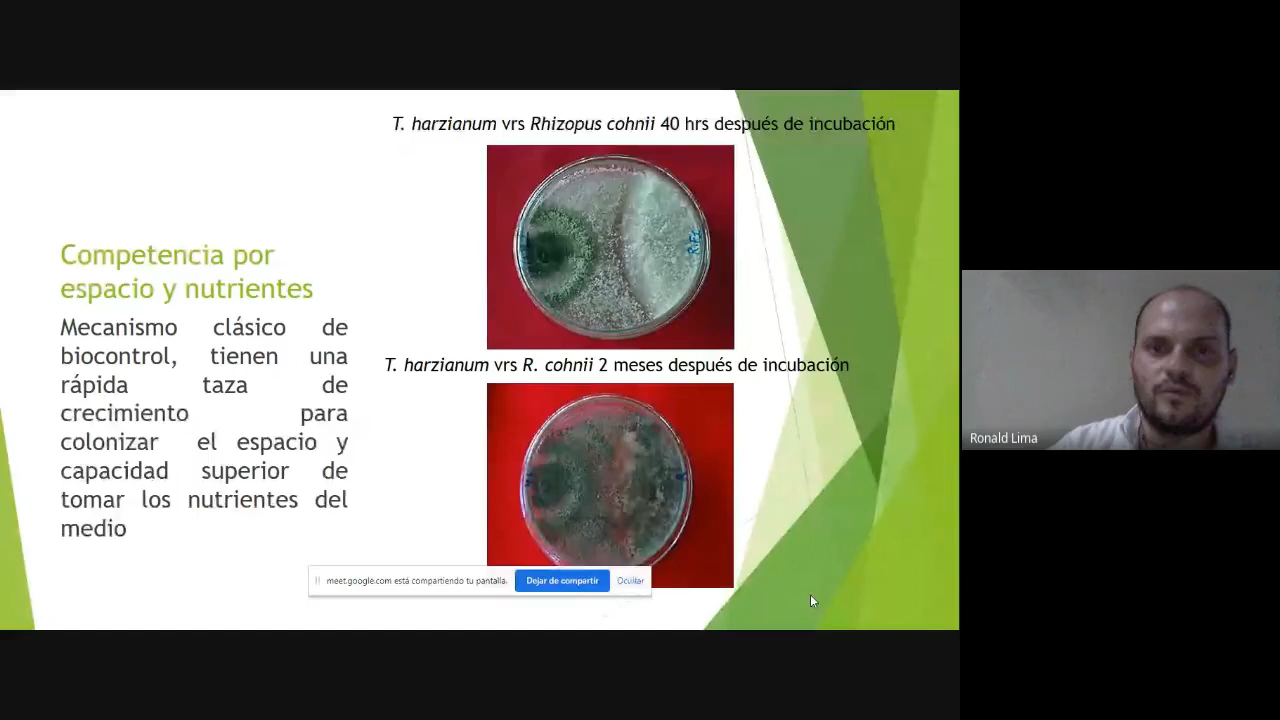 T. harzianum vrs Rhizopus cohnii 40 hrs después de incubación
Competencia por
espacio y nutrientes
Mecanismo clásico de
biocontrol, tienen una
rápida taza de
crecimiento para
colonizar el espacio y
capacidad superior de
tomar los nutrientes del
medio
T. harzianum vrs R. cohnii 2 meses después de incubación
meet.google.com está compartiendo tu pantalla.
Dejar de compartir
Ocultar
Ronald Lima